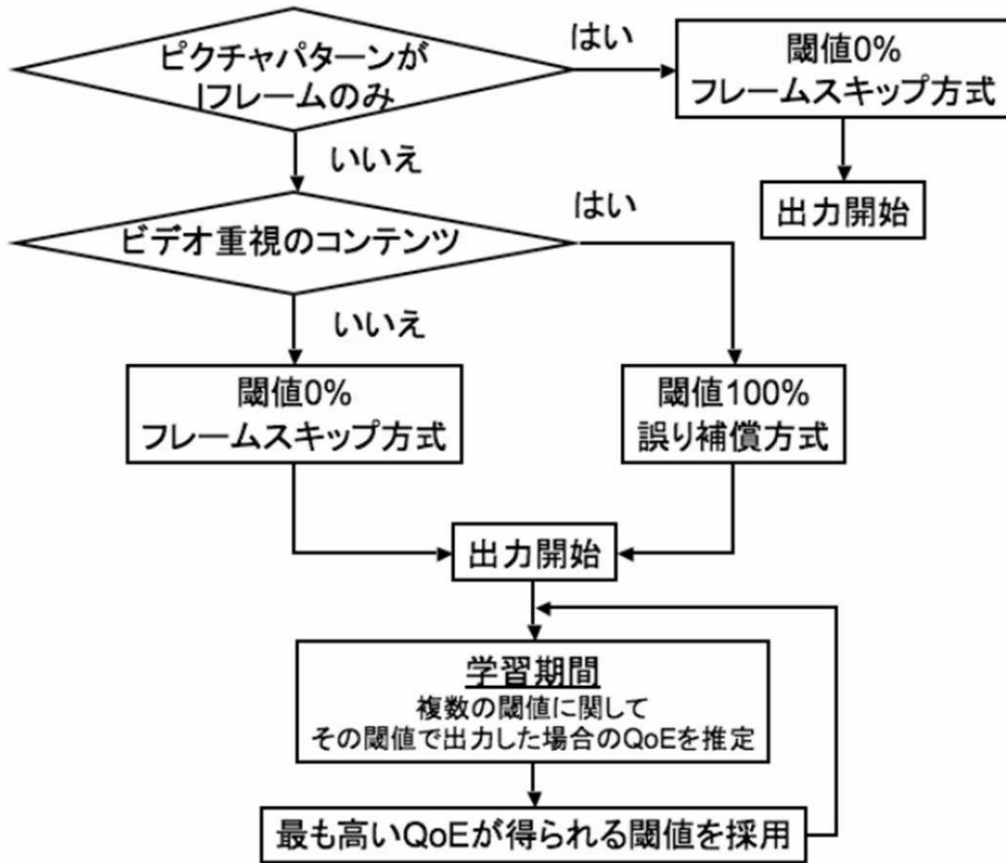 ピクチャパターンが
Iフレームのみ
はい
閾値0%
フレームスキップ方式
いいえ
出力開始
ビデオ重視のコンテンツ
はい
いいえ
閾値0%
フレームスキップ方式
閾値100%
誤り補償方式
出力開始
学習期間
複数の閾値に関して
その閾値で出力した場合のQoEを推定
最も高いQoEが得られる閾値を採用